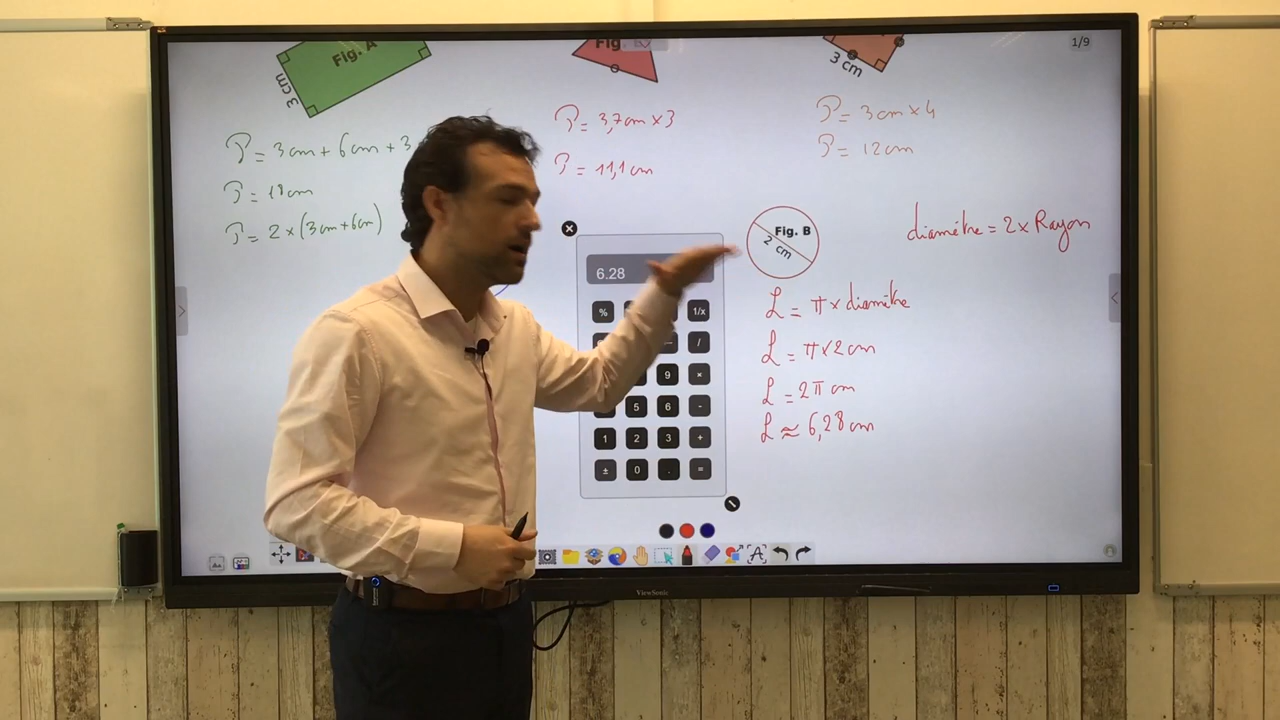 1/9
Fig. A
3 cm
Fig.
3 cm
P = 3 cm + 6 cm + 3
P = 18 cm
P = 2 × (3 cm + 6 cm)
P = 3,7 cm × 3
P = 11,1 cm
P = 3 cm × 4
P = 12 cm
Fig. B
2 cm
diamètre = 2 × Rayon
L = π × diamètre
L = π × 2 cm
L = 2π cm
L ≈ 6,28 cm
6.28
% 1/x
/
9 ×
5 6 -
1 2 3 +
± 0 . =
ViewSonic